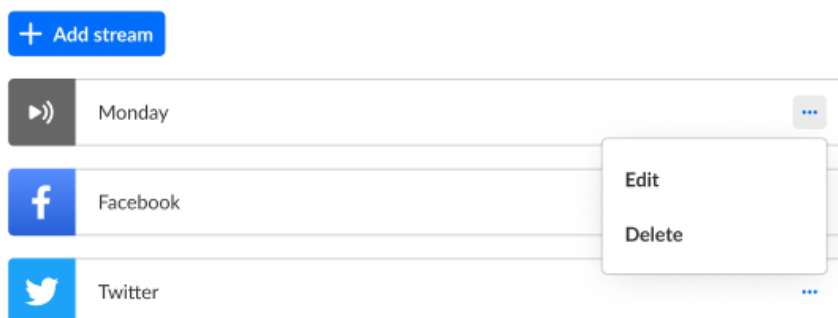 Add stream
Monday
Edit
Facebook
Delete
Twitter